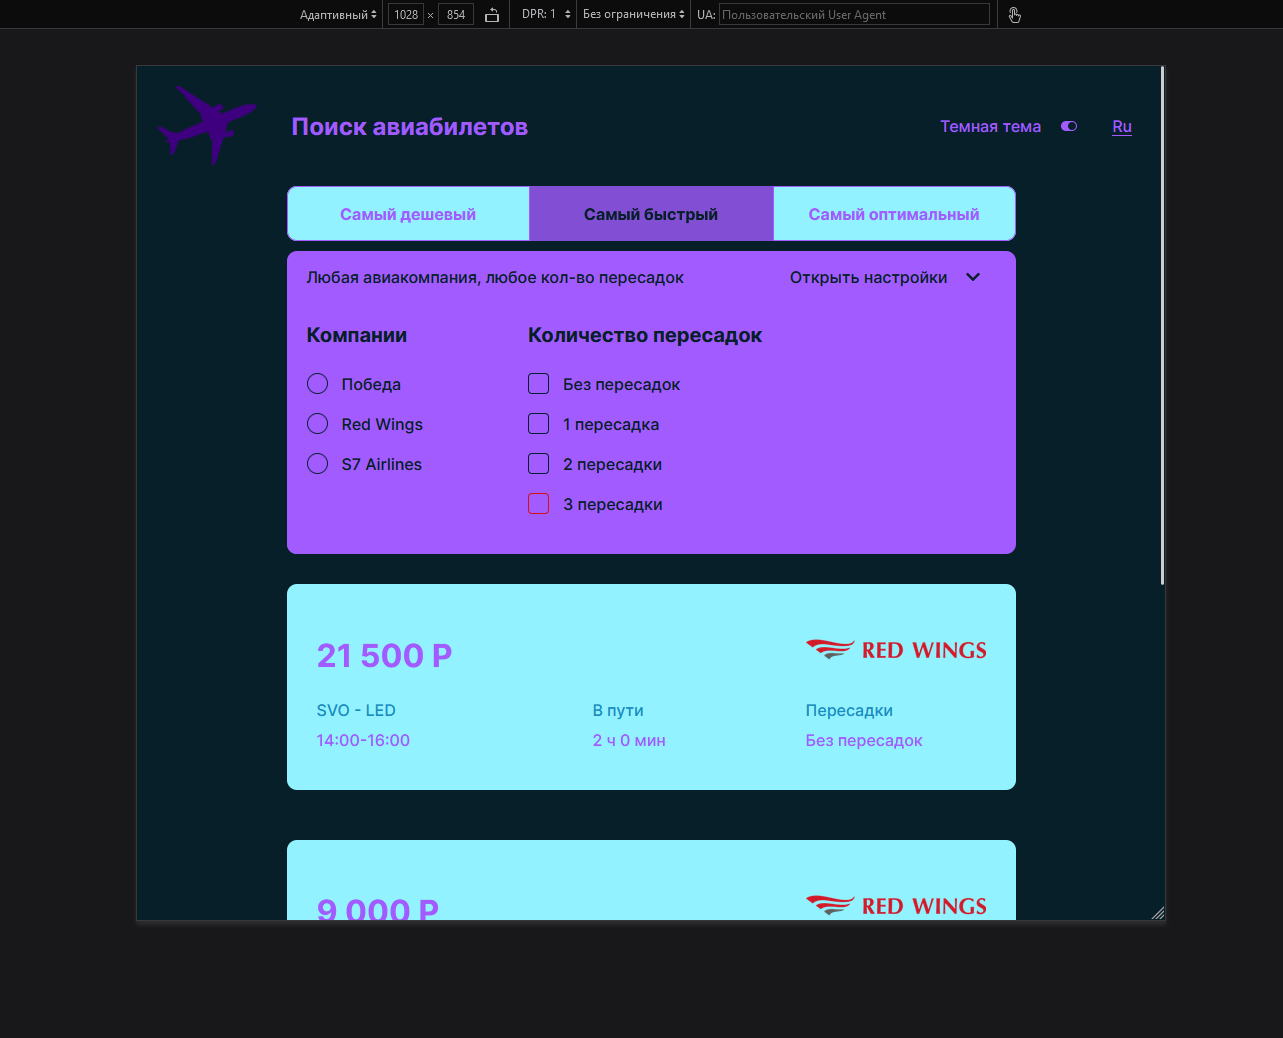 Адаптивный 1028 × 854 DPR: 1 Без ограничения UA: Пользовательский User Agent
Поиск авиабилетов
Темная тема Ru
Самый дешевый Самый быстрый Самый оптимальный
Любая авиакомпания, любое кол-во пересадок Открыть настройки
Компании Количество пересадок
Победа Без пересадок
Red Wings 1 пересадка
S7 Airlines 2 пересадки
3 пересадки
21 500 Р RED WINGS
SVO - LED В пути Пересадки
14:00-16:00 2 ч 0 мин Без пересадок
9 000 Р RED WINGS